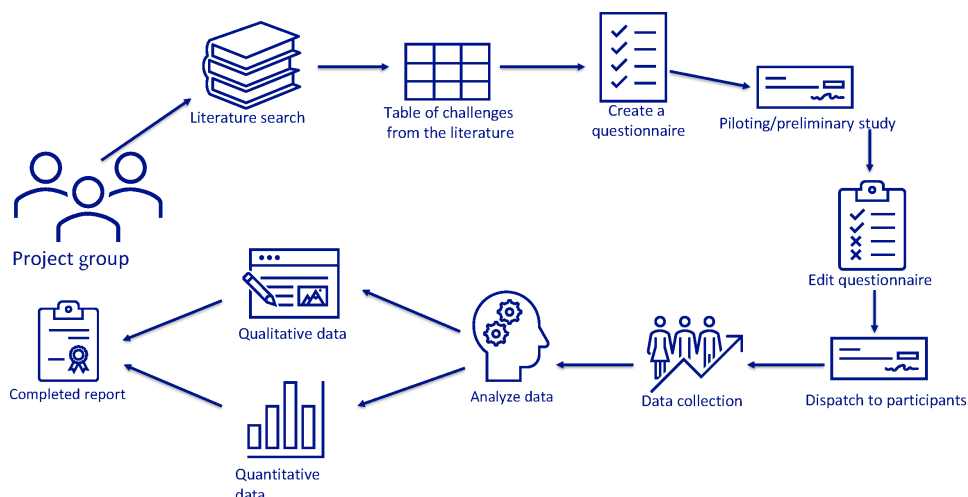 Literature search
Table of challenges
from the literature
Create a
questionnaire
Piloting/preliminary study
Project group
Edit questionnaire
Qualitative data
Completed report
Analyze data
Data collection
Dispatch to participants
Quantitative
data